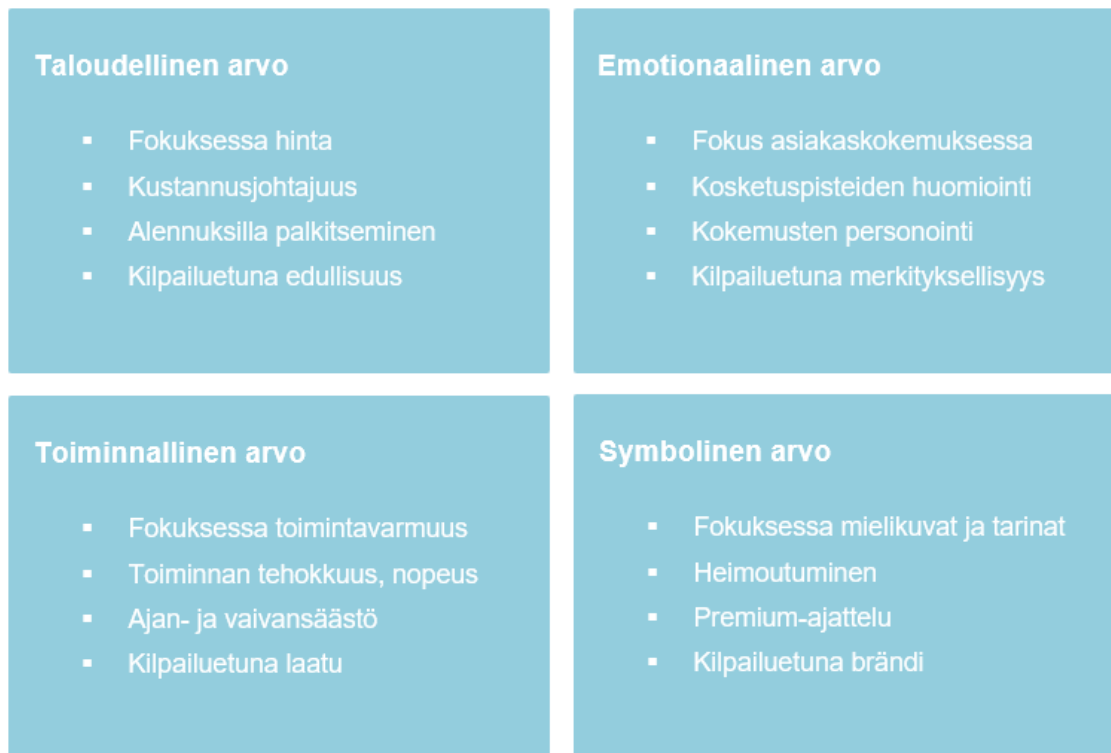 Taloudellinen arvo
▪ Fokuksessa hinta
▪ Kustannusjohtajuus
▪ Alennuksilla palkitseminen
▪ Kilpailuetuna edullisuus
Emotionaalinen arvo
▪ Fokus asiakaskokemuksessa
▪ Kosketuspisteiden huomiointi
▪ Kokemusten personointi
▪ Kilpailuetuna merkityksellisyys
Toiminnallinen arvo
▪ Fokuksessa toimintavarmuus
▪ Toiminnan tehokkuus, nopeus
▪ Ajan- ja vaivansäästö
▪ Kilpailuetuna laatu
Symbolinen arvo
▪ Fokuksessa mielikuvat ja tarinat
▪ Heimoutuminen
▪ Premium-ajattelu
▪ Kilpailuetuna brändi